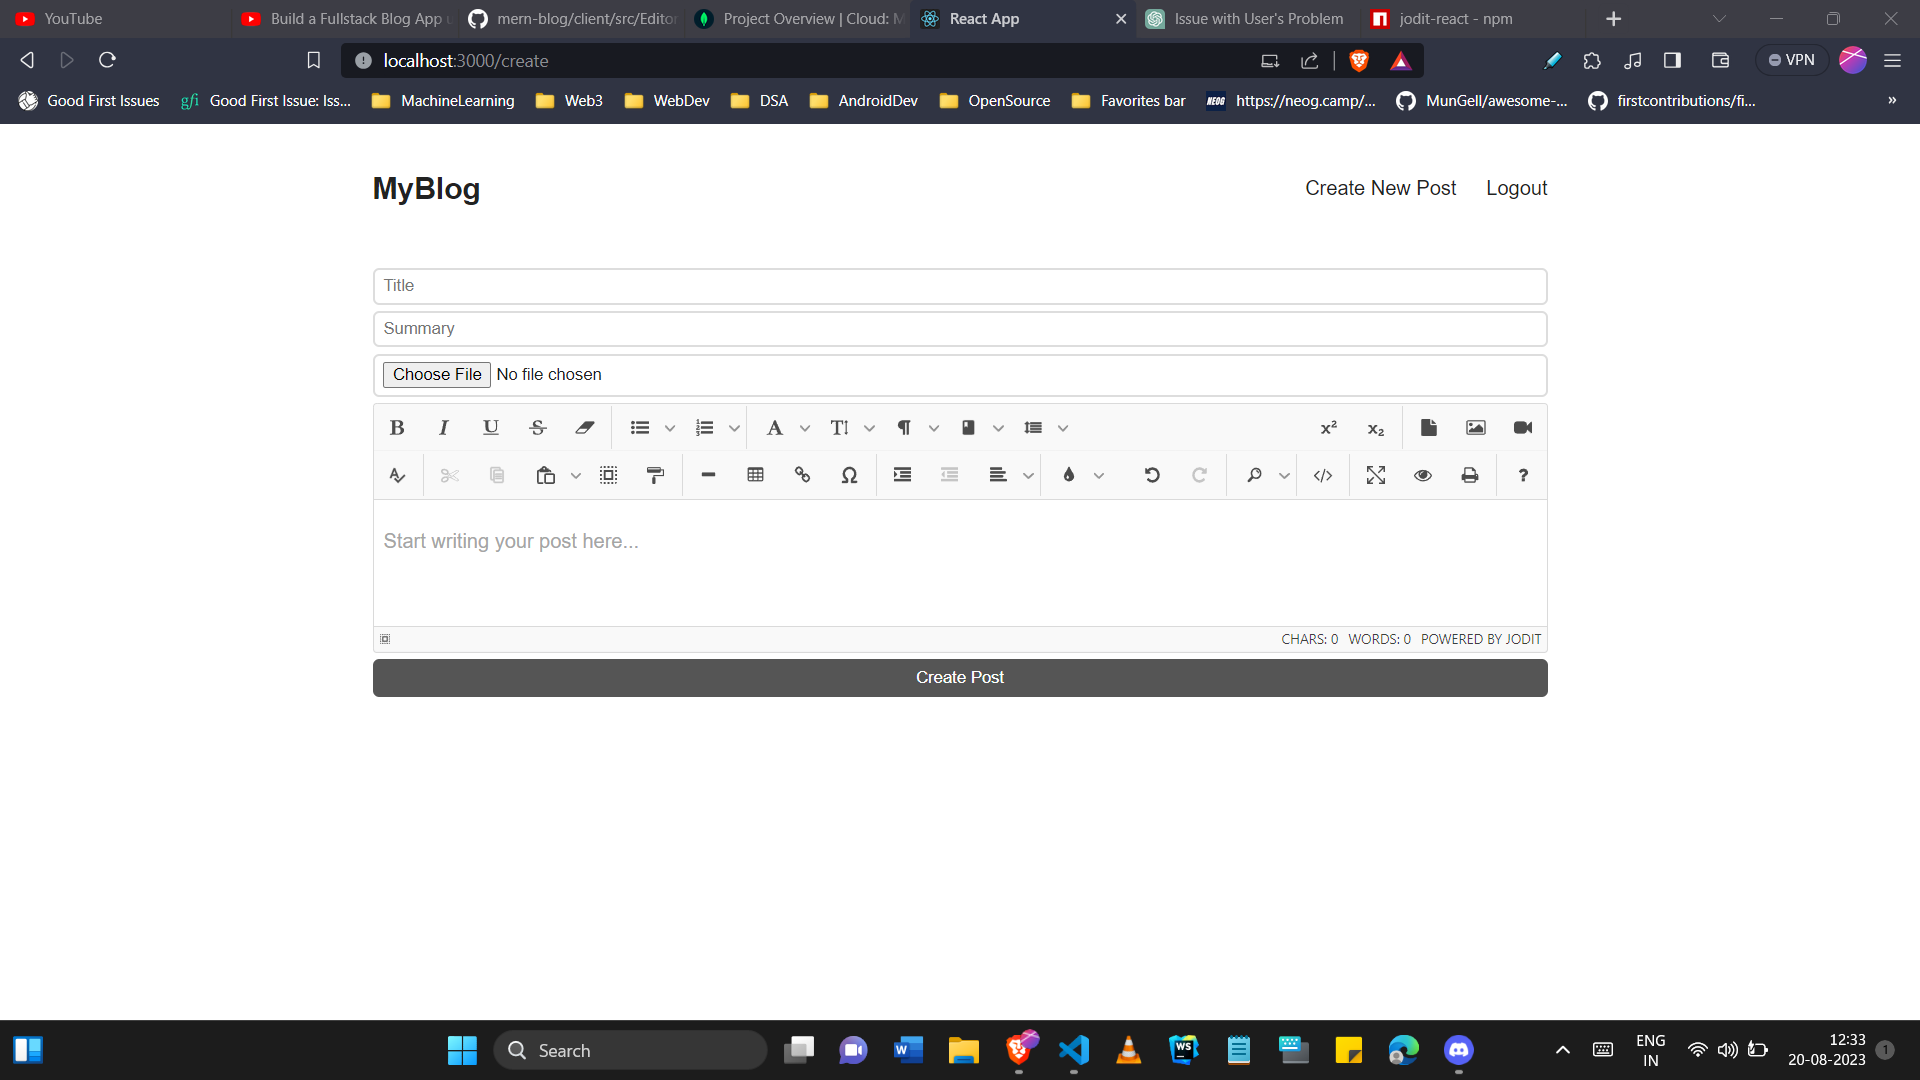 YouTube
Build a Fullstack Blog App u
mern-blog/client/src/Editor
Project Overview | Cloud: M
React App
Issue with User's Problem
jodit-react - npm
localhost:3000/create
VPN
Good First Issues
gfi Good First Issue: Iss...
MachineLearning
Web3
WebDev
DSA
AndroidDev
OpenSource
Favorites bar
NEOG https://neog.camp/...
MunGell/awesome-...
firstcontributions/fi...
»
MyBlog
Create New Post
Logout
Title
Summary
Choose File No file chosen
Start writing your post here...
CHARS: 0 WORDS: 0 POWERED BY JODIT
Create Post
Search
ENG
IN
12:33
20-08-2023
1